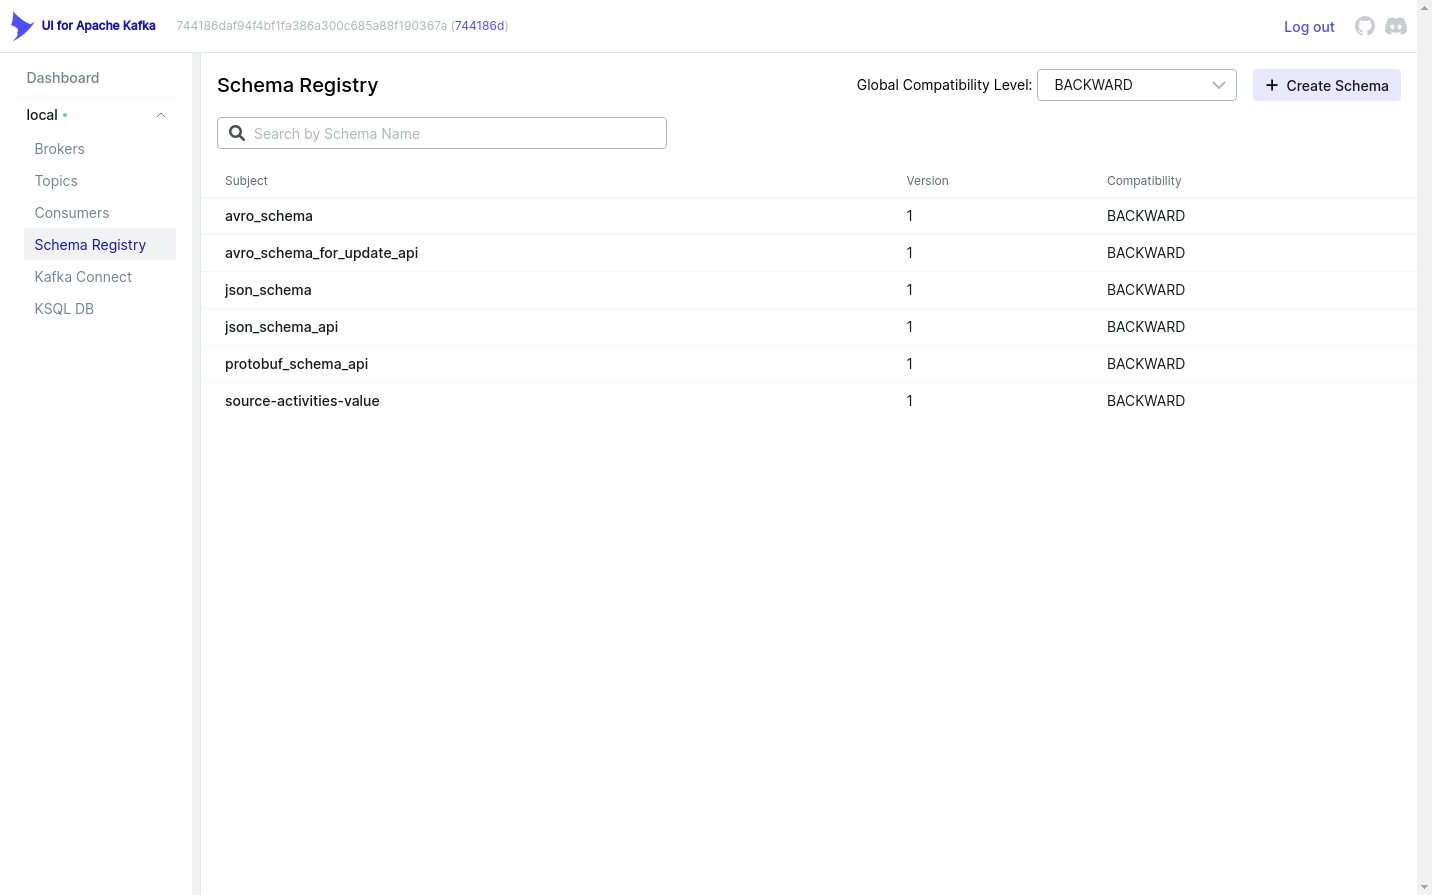 UI for Apache Kafka 744186daf94f4bf1fa386a300c685a88f190367a (744186d) Log out
Dashboard
local
Brokers
Topics
Consumers
Schema Registry
Kafka Connect
KSQL DB
Schema Registry Global Compatibility Level: BACKWARD Create Schema
Search by Schema Name
Subject Version Compatibility
avro_schema 1 BACKWARD
avro_schema_for_update_api 1 BACKWARD
json_schema 1 BACKWARD
json_schema_api 1 BACKWARD
protobuf_schema_api 1 BACKWARD
source-activities-value 1 BACKWARD